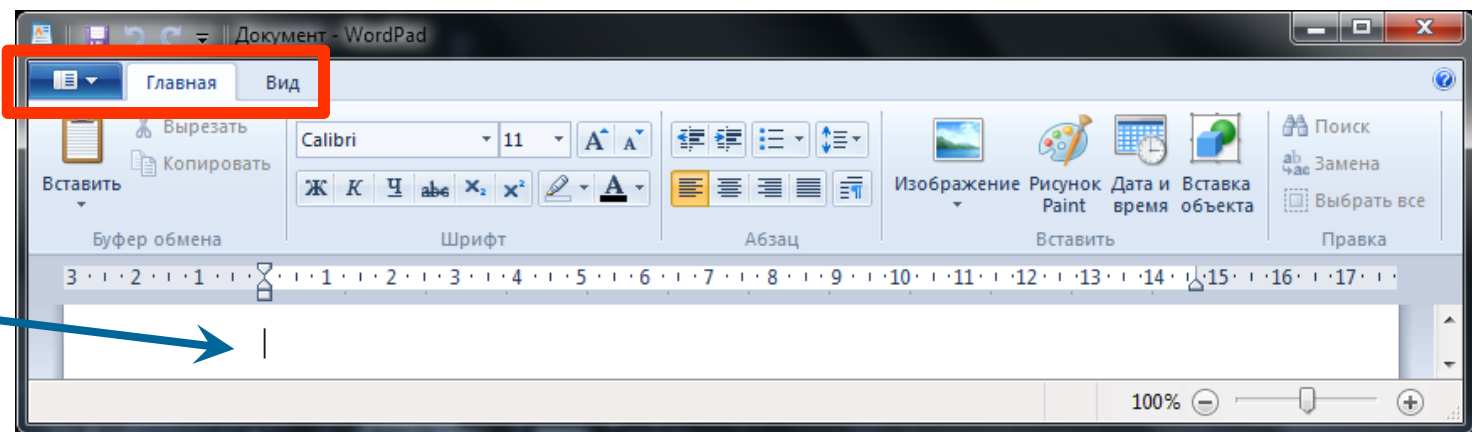 Документ - WordPad
Главная Вид
Вырезать
Копировать
Вставить
Calibri 11 A A
Ж К Ч abc X₂ X² A
Изображение
Рисунок Paint
Дата и время
Вставка объекта
Поиск
Замена
Выбрать все
Буфер обмена Шрифт Абзац Вставить Правка
3 2 1 1 2 3 4 5 6 7 8 9 10 11 12 13 14 15 16 17
100%